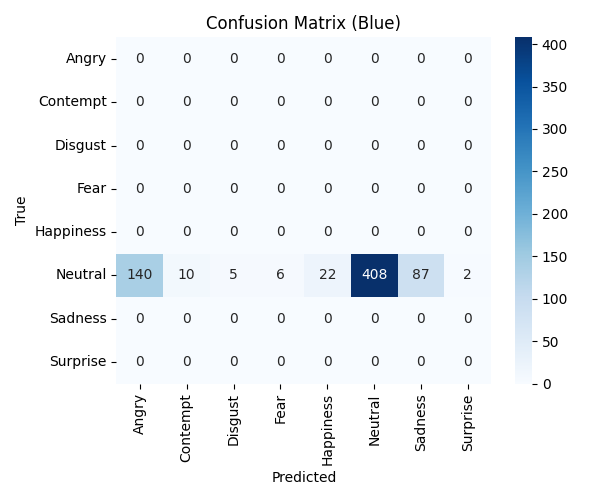 Confusion Matrix (Blue)
True
Angry 0 0 0 0 0 0 0 0
Contempt 0 0 0 0 0 0 0 0
Disgust 0 0 0 0 0 0 0 0
Fear 0 0 0 0 0 0 0 0
Happiness 0 0 0 0 0 0 0 0
Neutral 140 10 5 6 22 408 87 2
Sadness 0 0 0 0 0 0 0 0
Surprise 0 0 0 0 0 0 0 0
Angry Contempt Disgust Fear Happiness Neutral Sadness Surprise
Predicted
400
350
300
250
200
150
100
50
0